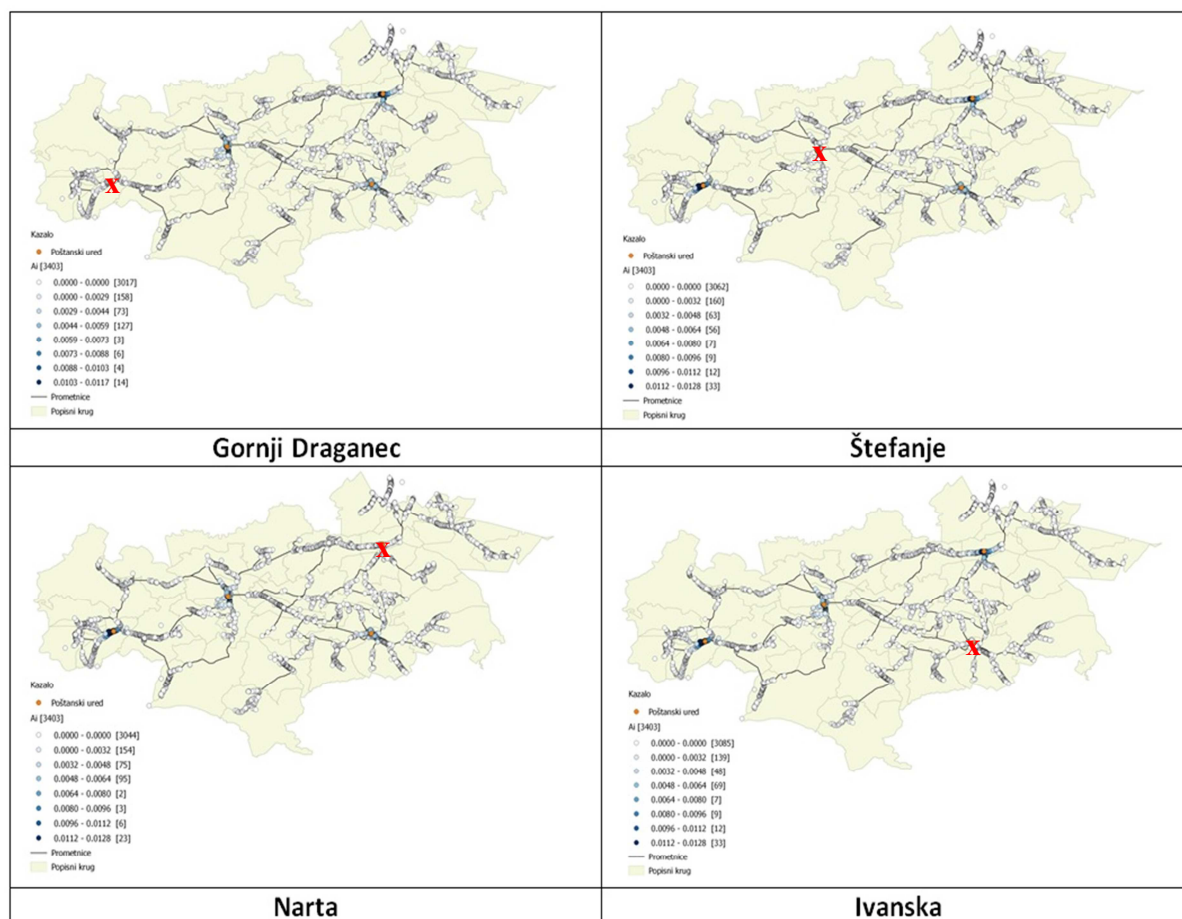 X
Kazalo
Poštanski ured
Ai [3403]
0.0000 - 0.0000 [3017]
0.0000 - 0.0029 [158]
0.0029 - 0.0044 [73]
0.0044 - 0.0059 [127]
0.0059 - 0.0073 [3]
0.0073 - 0.0088 [6]
0.0088 - 0.0103 [4]
0.0103 - 0.0117 [14]
Prometnice
Popisni krug
Gornji Draganec
X
Kazalo
Poštanski ured
Ai [3403]
0.0000 - 0.0000 [3062]
0.0000 - 0.0032 [160]
0.0032 - 0.0048 [63]
0.0048 - 0.0064 [56]
0.0064 - 0.0080 [7]
0.0080 - 0.0096 [9]
0.0096 - 0.0112 [12]
0.0112 - 0.0128 [33]
Prometnice
Popisni krug
Štefanje
X
Kazalo
Poštanski ured
Ai [3403]
0.0000 - 0.0000 [3044]
0.0000 - 0.0032 [154]
0.0032 - 0.0048 [75]
0.0048 - 0.0064 [95]
0.0064 - 0.0080 [2]
0.0080 - 0.0096 [3]
0.0096 - 0.0112 [6]
0.0112 - 0.0128 [23]
Prometnice
Popisni krug
Narta
X
Kazalo
Poštanski ured
Ai [3403]
0.0000 - 0.0000 [3085]
0.0000 - 0.0032 [139]
0.0032 - 0.0048 [48]
0.0048 - 0.0064 [69]
0.0064 - 0.0080 [7]
0.0080 - 0.0096 [9]
0.0096 - 0.0112 [12]
0.0112 - 0.0128 [33]
Prometnice
Popisni krug
Ivanska